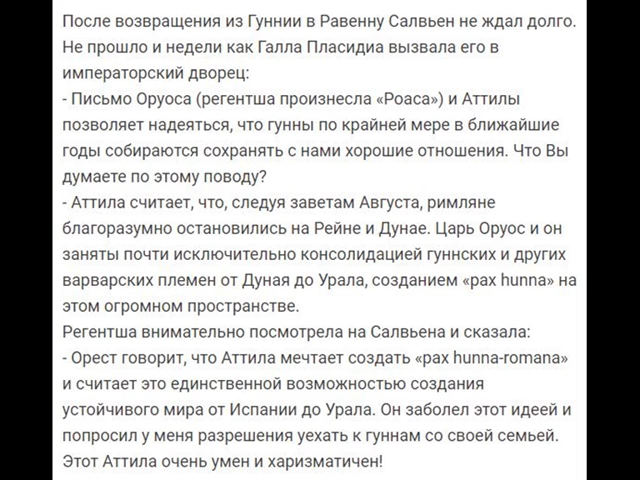 После возвращения из Гуннии в Равенну Салвьен не ждал долго.
Не прошло и недели как Галла Пласидиа вызвала его в
императорский дворец:
- Письмо Оруоса (регентша произнесла «Роаса») и Аттилы
позволяет надеяться, что гунны по крайней мере в ближайшие
годы собираются сохранять с нами хорошие отношения. Что Вы
думаете по этому поводу?
- Аттила считает, что, следуя заветам Августа, римляне
благоразумно остановились на Рейне и Дунае. Царь Оруос и он
заняты почти исключительно консолидацией гуннских и других
варварских племен от Дуная до Урала, созданием «pax hunna» на
этом огромном пространстве.
Регентша внимательно посмотрела на Салвьена и сказала:
- Орест говорит, что Аттила мечтает создать «pax hunna-romana»
и считает это единственной возможностью создания
устойчивого мира от Испании до Урала. Он заболел этот идеей и
попросил у меня разрешения уехать к гуннам со своей семьей.
Этот Аттила очень умен и харизматичен!